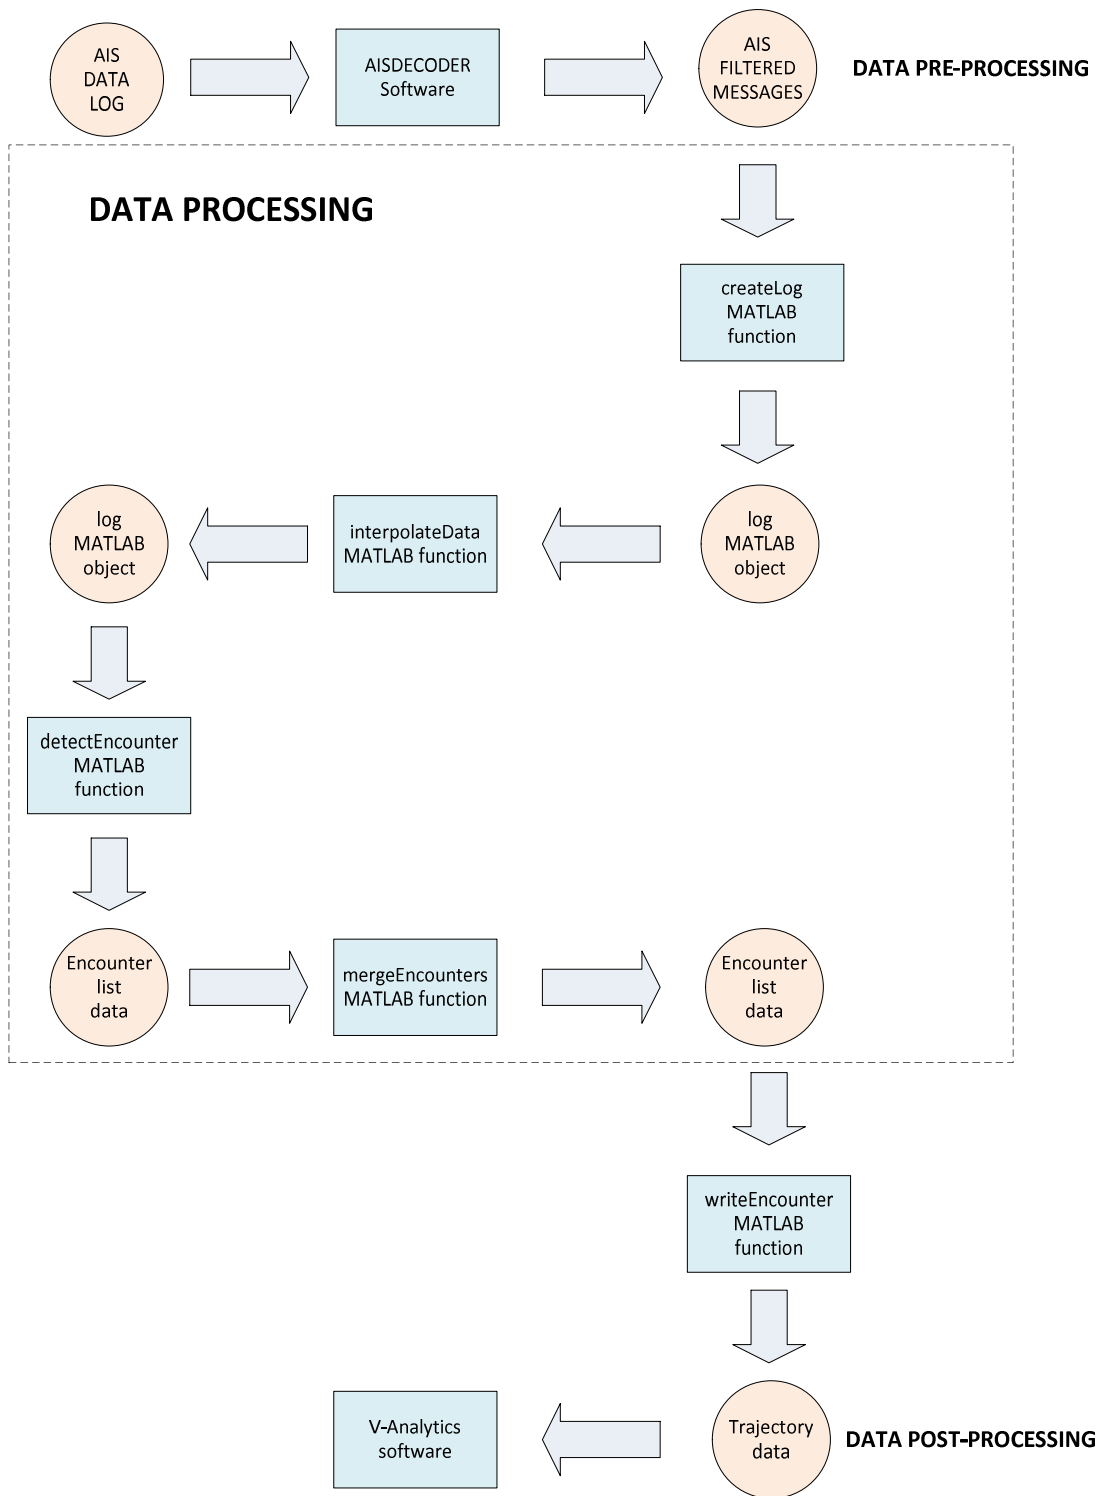 AIS
DATA
LOG
AISDECODER
Software
AIS
FILTERED
MESSAGES
DATA PRE-PROCESSING
DATA PROCESSING
createLog
MATLAB
function
log
MATLAB
object
interpolateData
MATLAB function
log
MATLAB
object
detectEncounter
MATLAB
function
Encounter
list
data
mergeEncounters
MATLAB function
Encounter
list
data
writeEncounter
MATLAB
function
V-Analytics
software
Trajectory
data
DATA POST-PROCESSING